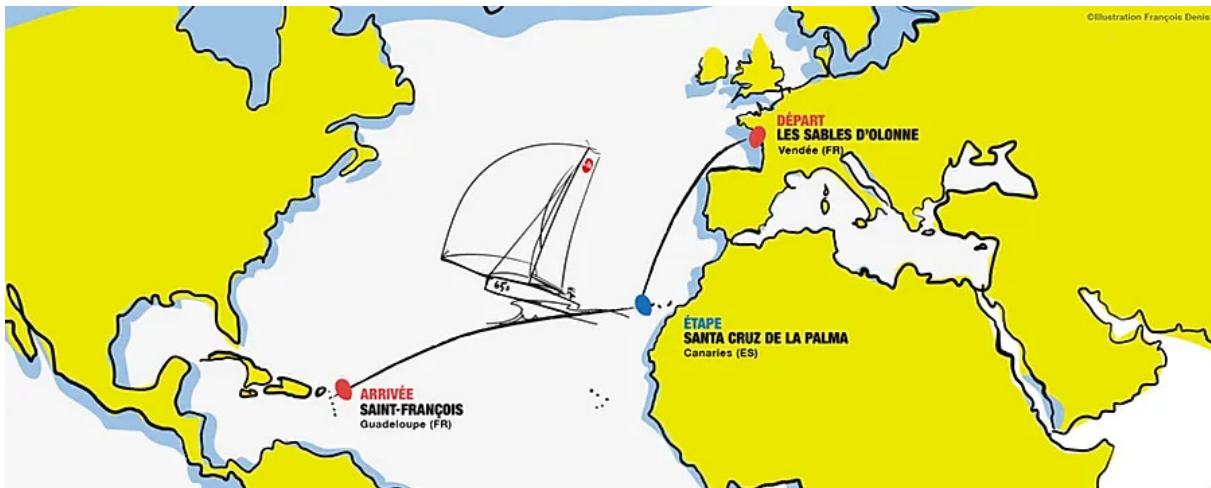 ©Illustration François Denis
DÉPART
LES SABLES D'OLONNE
Vendée (FR)
650
ÉTAPE
SANTA CRUZ DE LA PALMA
Canaries (ES)
ARRIVÉE
SAINT-FRANÇOIS
Guadeloupe (FR)